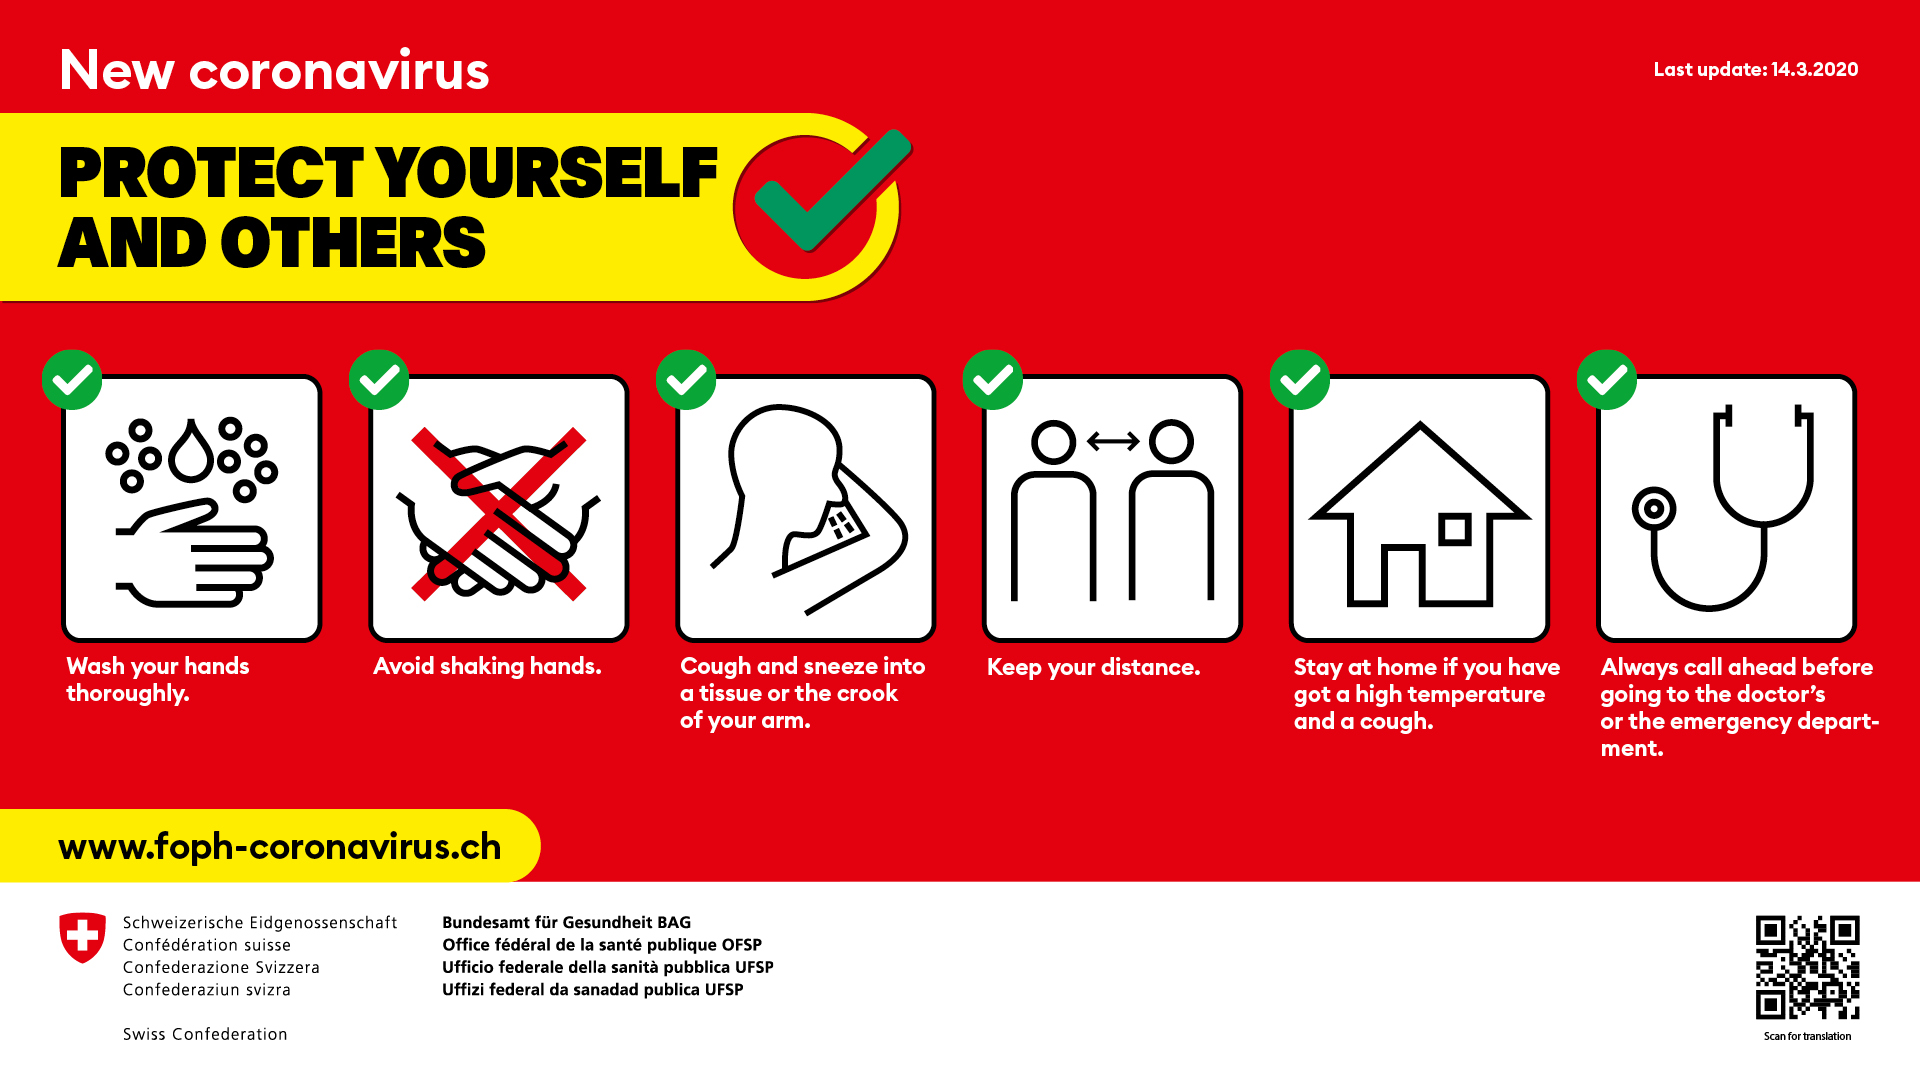 New coronavirus
Last update: 14.3.2020
PROTECT YOURSELF
AND OTHERS
Wash your hands
thoroughly.
Avoid shaking hands.
Cough and sneeze into
a tissue or the crook
of your arm.
Keep your distance.
Stay at home if you have
got a high temperature
and a cough.
Always call ahead before
going to the doctor’s
or the emergency depart-
ment.
www.foph-coronavirus.ch
Schweizerische Eidgenossenschaft
Confédération suisse
Confederazione Svizzera
Confederaziun svizra
Swiss Confederation
Bundesamt für Gesundheit BAG
Office fédéral de la santé publique OFSP
Ufficio federale della sanità pubblica UFSP
Uffizi federal da sanadad publica UFSP
Scan for translation